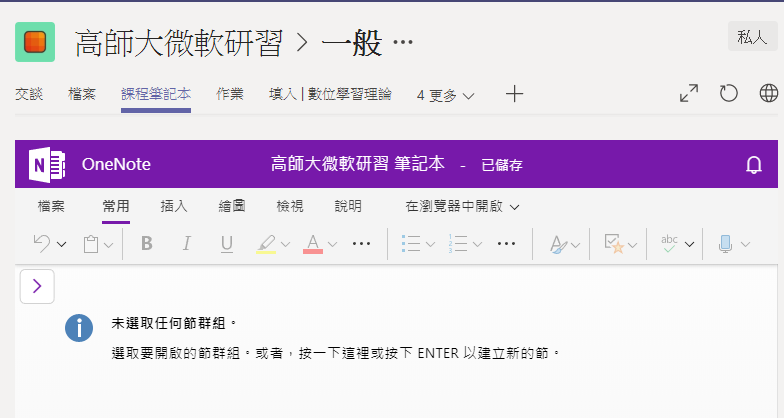 高師大微軟研習 > 一般 ...
私人
交談 檔案 課程筆記本 作業 填入 | 數位學習理論 4 更多
N OneNote 高師大微軟研習 筆記本 - 已儲存
檔案 常用 插入 繪圖 檢視 說明 在瀏覽器中開啟
B I U A abc
未選取任何節群組。
選取要開啟的節群組。或者，按一下這裡或按下 ENTER 以建立新的節。